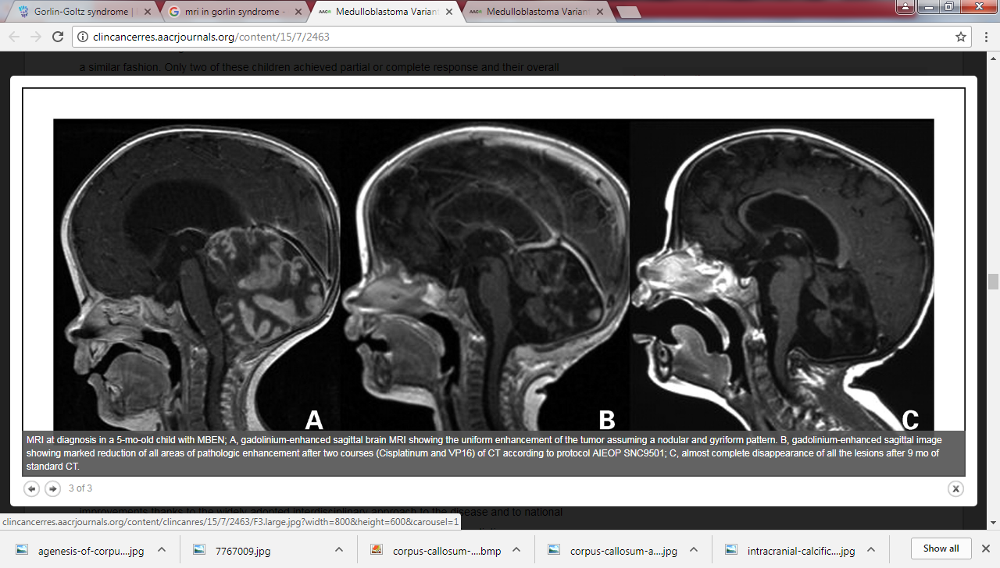 Gorlin-Goltz syndrome |
mri in gorlin syndrome -
Medulloblastoma Varian
Medulloblastoma Varian
clincancerres.aacrjournals.org/content/15/7/2463
a similar fashion. Only two of these children achieved partial or complete response and their overall
A
B
C
MRI at diagnosis in a 5-mo-old child with MBEN; A, gadolinium-enhanced sagittal brain MRI showing the uniform enhancement of the tumor assuming a nodular and gyriform pattern. B, gadolinium-enhanced sagittal image
showing marked reduction of all areas of pathologic enhancement after two courses (Cisplatinum and VP16) of CT according to protocol AIEOP SNC9501; C, almost complete disappearance of all the lesions after 9 mo of
standard CT.
3 of 3
improvements thanks to the widely adopted interdisciplinary approach to the disease and to national
clincancerres.aacrjournals.org/content/clincanres/15/7/2463/F3.large.jpg?width=800&height=600&carousel=1
agenesis-of-corpu....jpg
7767009.jpg
corpus-callosum-....bmp
corpus-callosum-a....jpg
intracranial-calcific....jpg
Show all